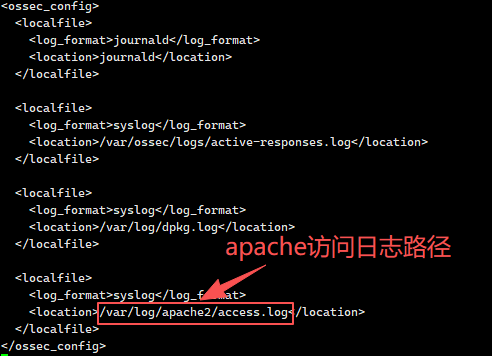 <ossec_config>
<localfile>
<log_format>journald</log_format>
<location>journald</location>
</localfile>
<localfile>
<log_format>syslog</log_format>
<location>/var/ossec/logs/active-responses.log</location>
</localfile>
<localfile>
<log_format>syslog</log_format>
<location>/var/log/dpkg.log</location>
</localfile>
apache访问日志路径
<localfile>
<log_format>syslog</log_format>
<location>/var/log/apache2/access.log</location>
</localfile>
</ossec_config>